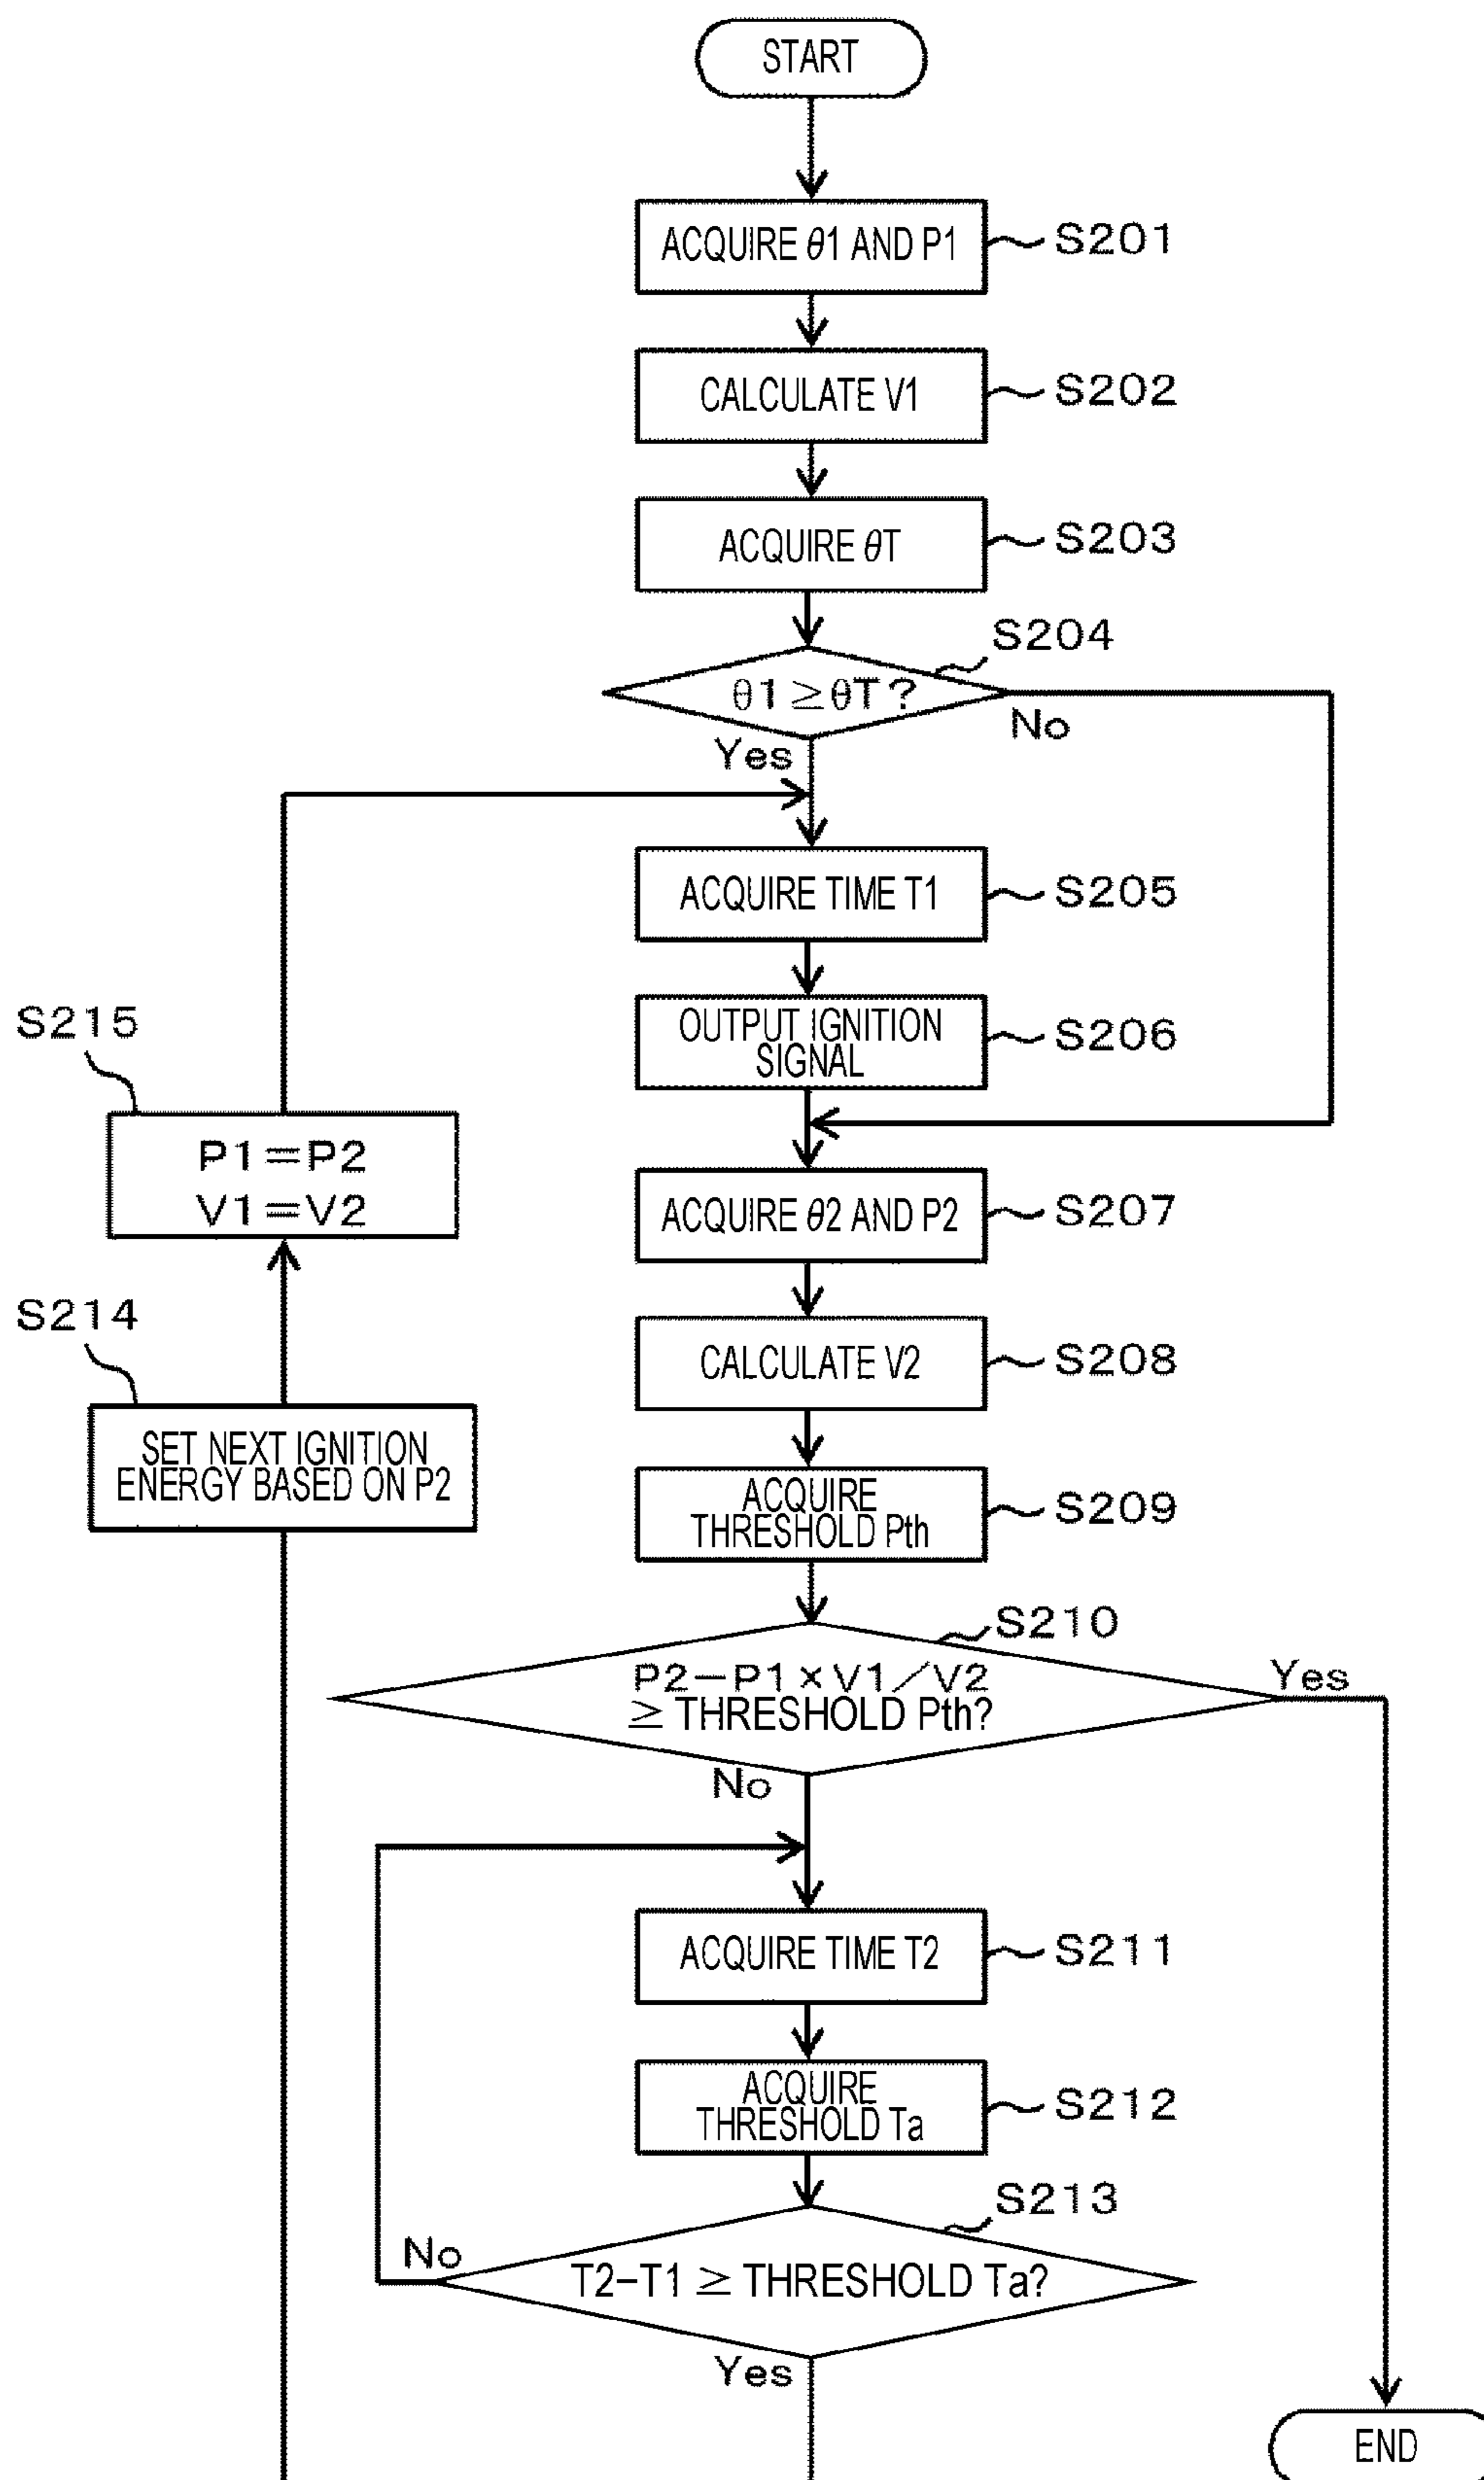 START
ACQUIRE θ1 AND P1
S201
CALCULATE V1
S202
ACQUIRE θT
S203
S204
θ1≥θT?
No
Yes
ACQUIRE TIME T1
S205
OUTPUT IGNITION
SIGNAL
S206
S215
P1=P2
V1=V2
ACQUIRE θ2 AND P2
S207
S214
SET NEXT IGNITION
ENERGY BASED ON P2
CALCULATE V2
S208
ACQUIRE
THRESHOLD Pth
S209
S210
P2-P1×V1/V2
≥ THRESHOLD Pth?
Yes
No
ACQUIRE TIME T2
S211
ACQUIRE
THRESHOLD Ta
S212
S213
No
T2-T1 ≥ THRESHOLD Ta?
Yes
END